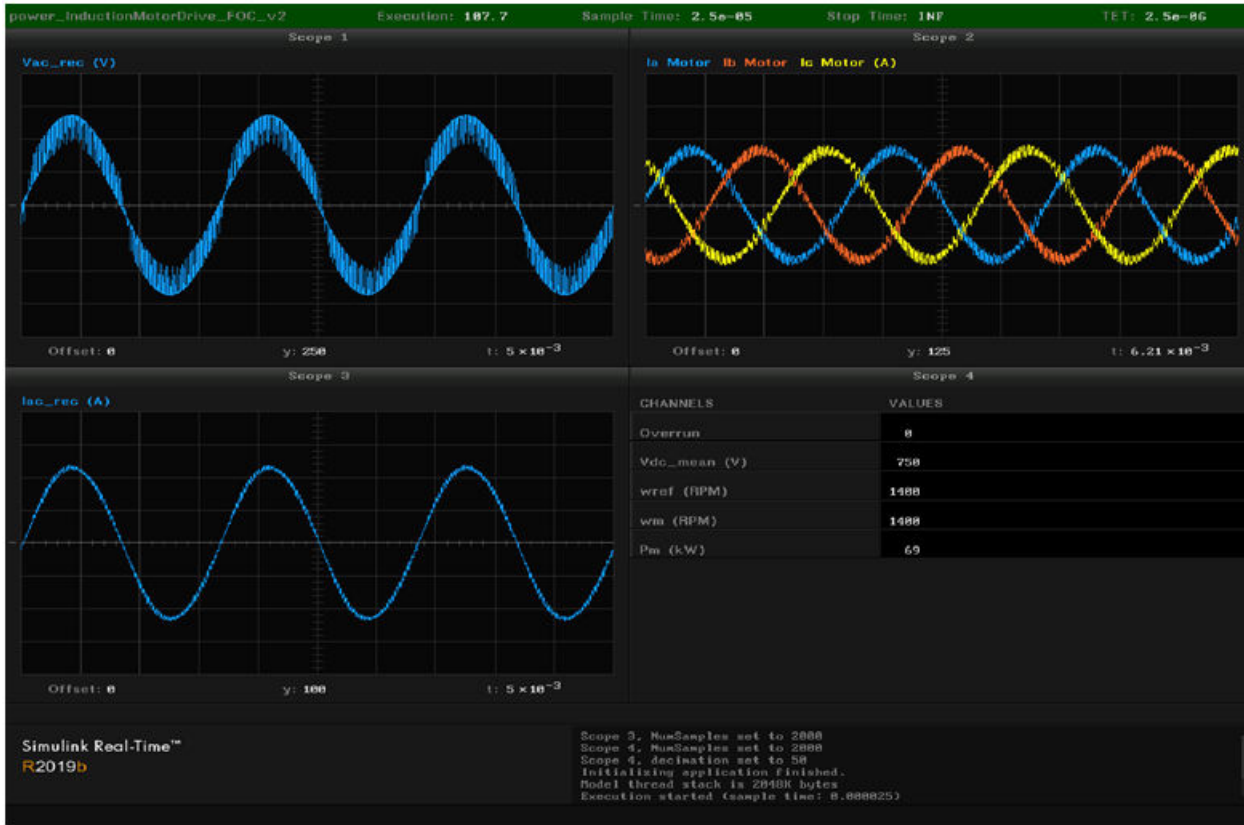 power_InductionMotorDrive_FOC_v2 Execution: 107.7 Sample Time: 2.5e-05 Stop Time: INF TET: 2.5e-06
Scope 1
Vac_rec (V)
Offset: 0 y: 250 t: 5 ×10⁻³
Scope 2
Ia Motor Ib Motor Ic Motor (A)
Offset: 0 y: 125 t: 6.21 ×10⁻³
Scope 3
Iac_rec (A)
Offset: 0 y: 100 t: 5 ×10⁻³
Scope 4
CHANNELS VALUES
Overrun 0
Vdc_mean (V) 750
wref (RPM) 1400
wm (RPM) 1400
Pm (kW) 69
Simulink Real-Time™
R2019b
Scope 3, NumSamples set to 2000
Scope 4, NumSamples set to 2000
Scope 4, decimation set to 50
Initializing application finished.
Model thread stack is 2048K bytes
Execution started (sample time: 0.000025)